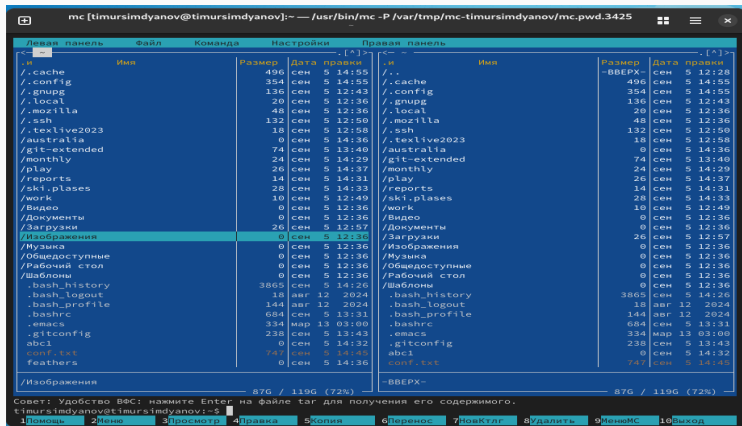 mc [timursimdyanov@timursimdyanov]:~ — /usr/bin/mc -P /var/tmp/mc-timursimdyanov/mc.pwd.3425
Левая панель Файл Команда Настройки Правая панель
<— ~ —.[^]>
.и Имя Размер Дата правки
/.cache 496 сен 5 14:55
/.config 354 сен 5 14:55
/.gnupg 136 сен 5 12:43
/.local 20 сен 5 12:36
/.mozilla 48 сен 5 12:36
/.ssh 132 сен 5 12:50
/.texlive2023 18 сен 5 12:58
/australia 0 сен 5 14:36
/git-extended 74 сен 5 13:40
/monthly 24 сен 5 14:29
/play 26 сен 5 14:37
/reports 14 сен 5 14:31
/ski.plases 28 сен 5 14:33
/work 10 сен 5 12:49
/Видео 0 сен 5 12:36
/Документы 0 сен 5 12:36
/Загрузки 26 сен 5 12:57
/Изображения 0 сен 5 12:36
/Музыка 0 сен 5 12:36
/Общедоступные 0 сен 5 12:36
/Рабочий стол 0 сен 5 12:36
/Шаблоны 0 сен 5 12:36
.bash_history 3865 сен 5 14:26
.bash_logout 18 авг 12 2024
.bash_profile 144 авг 12 2024
.bashrc 684 сен 5 13:31
.emacs 334 мар 13 03:00
.gitconfig 238 сен 5 13:43
abc1 0 сен 5 14:32
conf.txt 747 сен 5 14:45
feathers 0 сен 5 14:36
/Изображения
87G / 119G (72%)
<— ~ —.[^]>
.и Имя Размер Дата правки
/.. -ВВЕРХ- сен 5 12:28
/.cache 496 сен 5 14:55
/.config 354 сен 5 14:55
/.gnupg 136 сен 5 12:43
/.local 20 сен 5 12:36
/.mozilla 48 сен 5 12:36
/.ssh 132 сен 5 12:50
/.texlive2023 18 сен 5 12:58
/australia 0 сен 5 14:36
/git-extended 74 сен 5 13:40
/monthly 24 сен 5 14:29
/play 26 сен 5 14:37
/reports 14 сен 5 14:31
/ski.plases 28 сен 5 14:33
/work 10 сен 5 12:49
/Видео 0 сен 5 12:36
/Документы 0 сен 5 12:36
/Загрузки 26 сен 5 12:57
/Изображения 0 сен 5 12:36
/Музыка 0 сен 5 12:36
/Общедоступные 0 сен 5 12:36
/Рабочий стол 0 сен 5 12:36
/Шаблоны 0 сен 5 12:36
.bash_history 3865 сен 5 14:26
.bash_logout 18 авг 12 2024
.bash_profile 144 авг 12 2024
.bashrc 684 сен 5 13:31
.emacs 334 мар 13 03:00
.gitconfig 238 сен 5 13:43
abc1 0 сен 5 14:32
conf.txt 747 сен 5 14:45
-ВВЕРХ-
87G / 119G (72%)
Совет: Удобство ВФС: нажмите Enter на файле tar для получения его содержимого.
timursimdyanov@timursimdyanov:~$
1Помощь 2Меню 3Просмотр 4Правка 5Копия 6Перенос 7НовКтлг 8Удалить 9МенюМС 10Выход